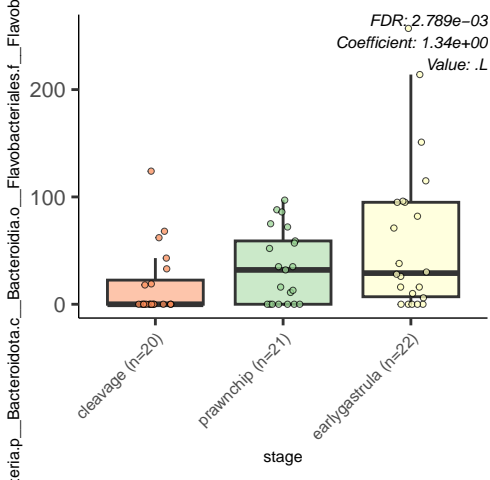 FDR: 2.789e−03
Coefficient: 1.34e+00
Value: .L
eria.p__Bacteroidota.c__Bacteroidia.o__Flavobacteriales.f__Flavob
200
100
0
cleavage (n=20)
prawnchip (n=21)
earlygastrula (n=22)
stage